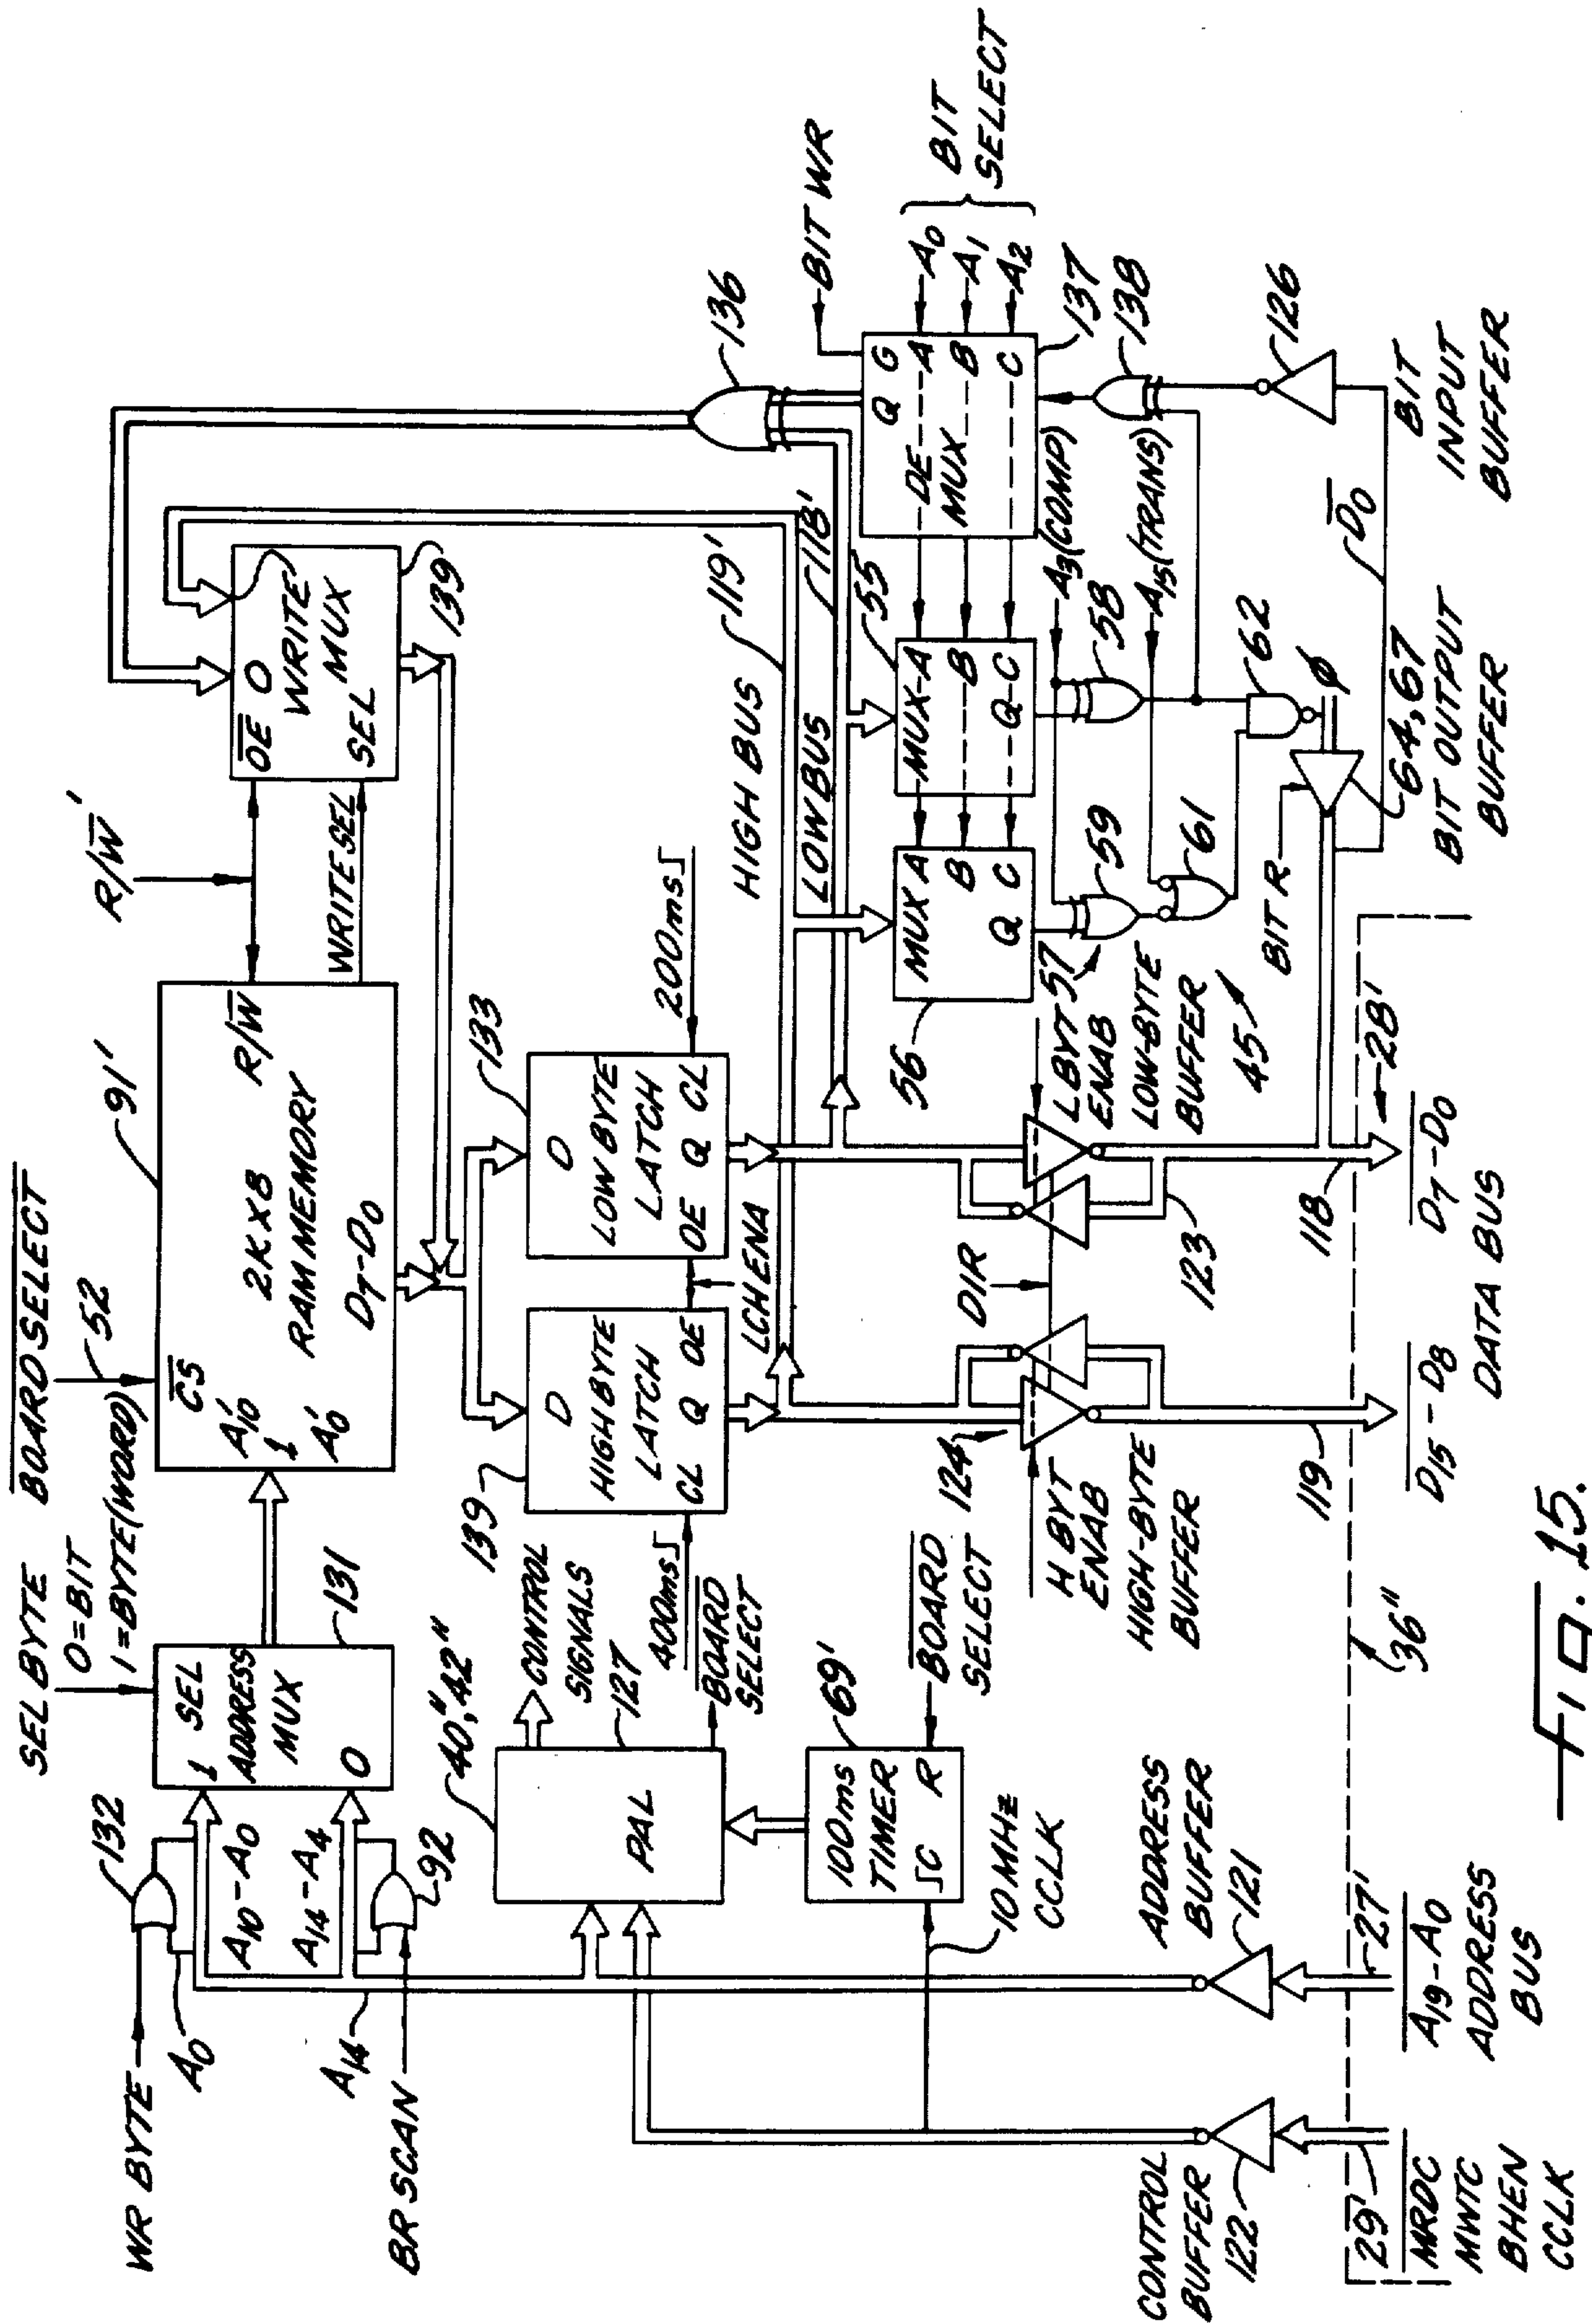 SEL BYTE
0=BIT
1=BYTE(WORD)
BOARD SELECT
52
91'
R/W'
WR BYTE
132
A0
A10-A0
A14-A4
A14
92
BR SCAN
1 SEL
ADDRESS
MUX
0
131
CS
A'10
1
A'0
2K X 8
RAM MEMORY
D7-D0
R/W
WRITE SEL
OE 0
WRITE
MUX
SEL
139
136
40", 42"
PAL
CONTROL
SIGNALS
127
BOARD
SELECT
139
D
HIGH BYTE
LATCH
CL Q OE
400ms
133
D
LOW BYTE
LATCH
OE Q CL
200ms
LCH ENA
HIGH BUS
119'
LOW BUS
118'
BIT WR
100ms
TIMER
C R
69'
BOARD
SELECT
10 MHz
CCLK
56
MUX A
B
C
Q
55
MUX-A
B
Q-C
Q G
DE A
MUX B
C
A0
A1
A2
BIT
SELECT
137
138
A3(COMP)
58
A15(TRANS)
59
61
62
57
124
H BYT
ENAB
HIGH-BYTE
BUFFER
DIR
LBYT
ENAB
LOW-BYTE
BUFFER
45
BIT R
φ
64, 67
BIT OUTPUT
BUFFER
D0
126
BIT
INPUT
BUFFER
CONTROL
BUFFER
122
ADDRESS
BUFFER
121
123
29'
27'
36"
119
118
28'
MRDC
MWTC
BHEN
CCLK
A19-A0
ADDRESS
BUS
D15-D8
D7-D0
DATA BUS
FIG. 15.